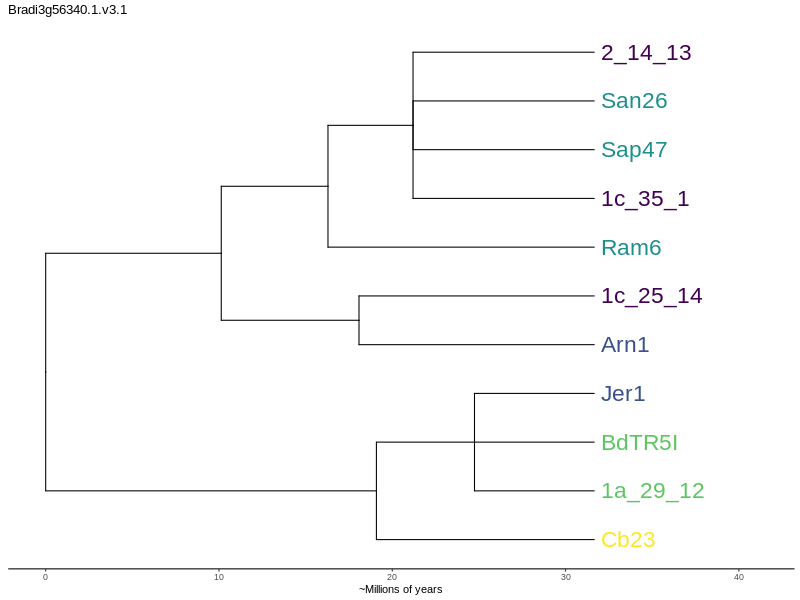 Bradi3g56340.1.v3.1
2_14_13
San26
Sap47
1c_35_1
Ram6
1c_25_14
Arn1
Jer1
BdTR5I
1a_29_12
Cb23
0 10 20 30 40
~Millions of years